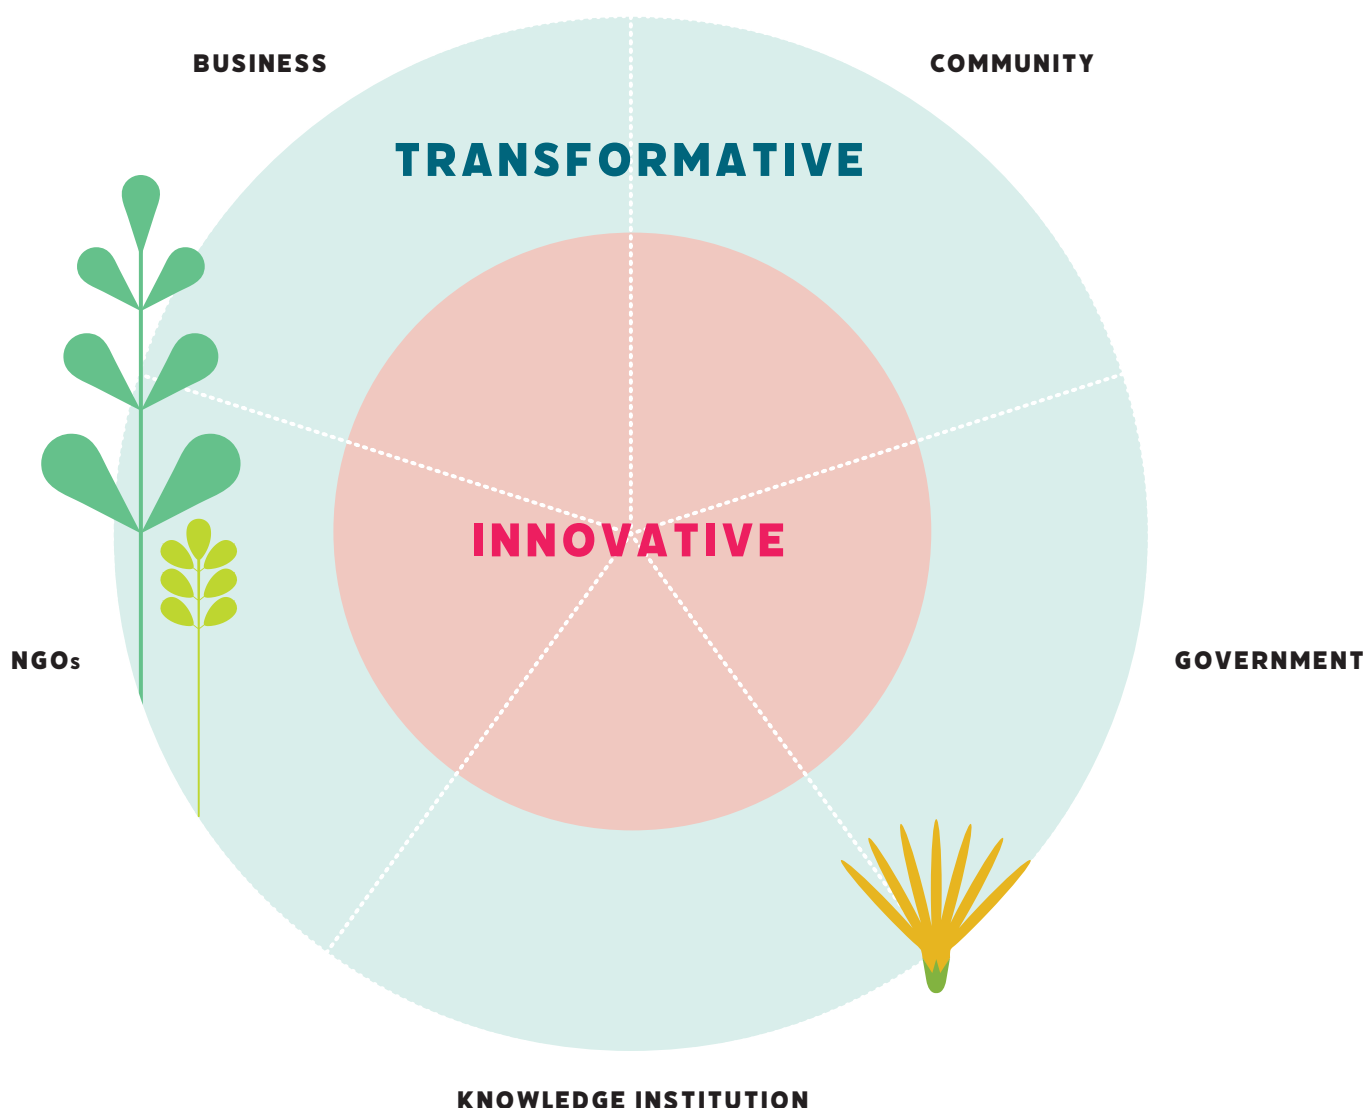 BUSINESS
COMMUNITY
TRANSFORMATIVE
INNOVATIVE
NGOs
GOVERNMENT
KNOWLEDGE INSTITUTION